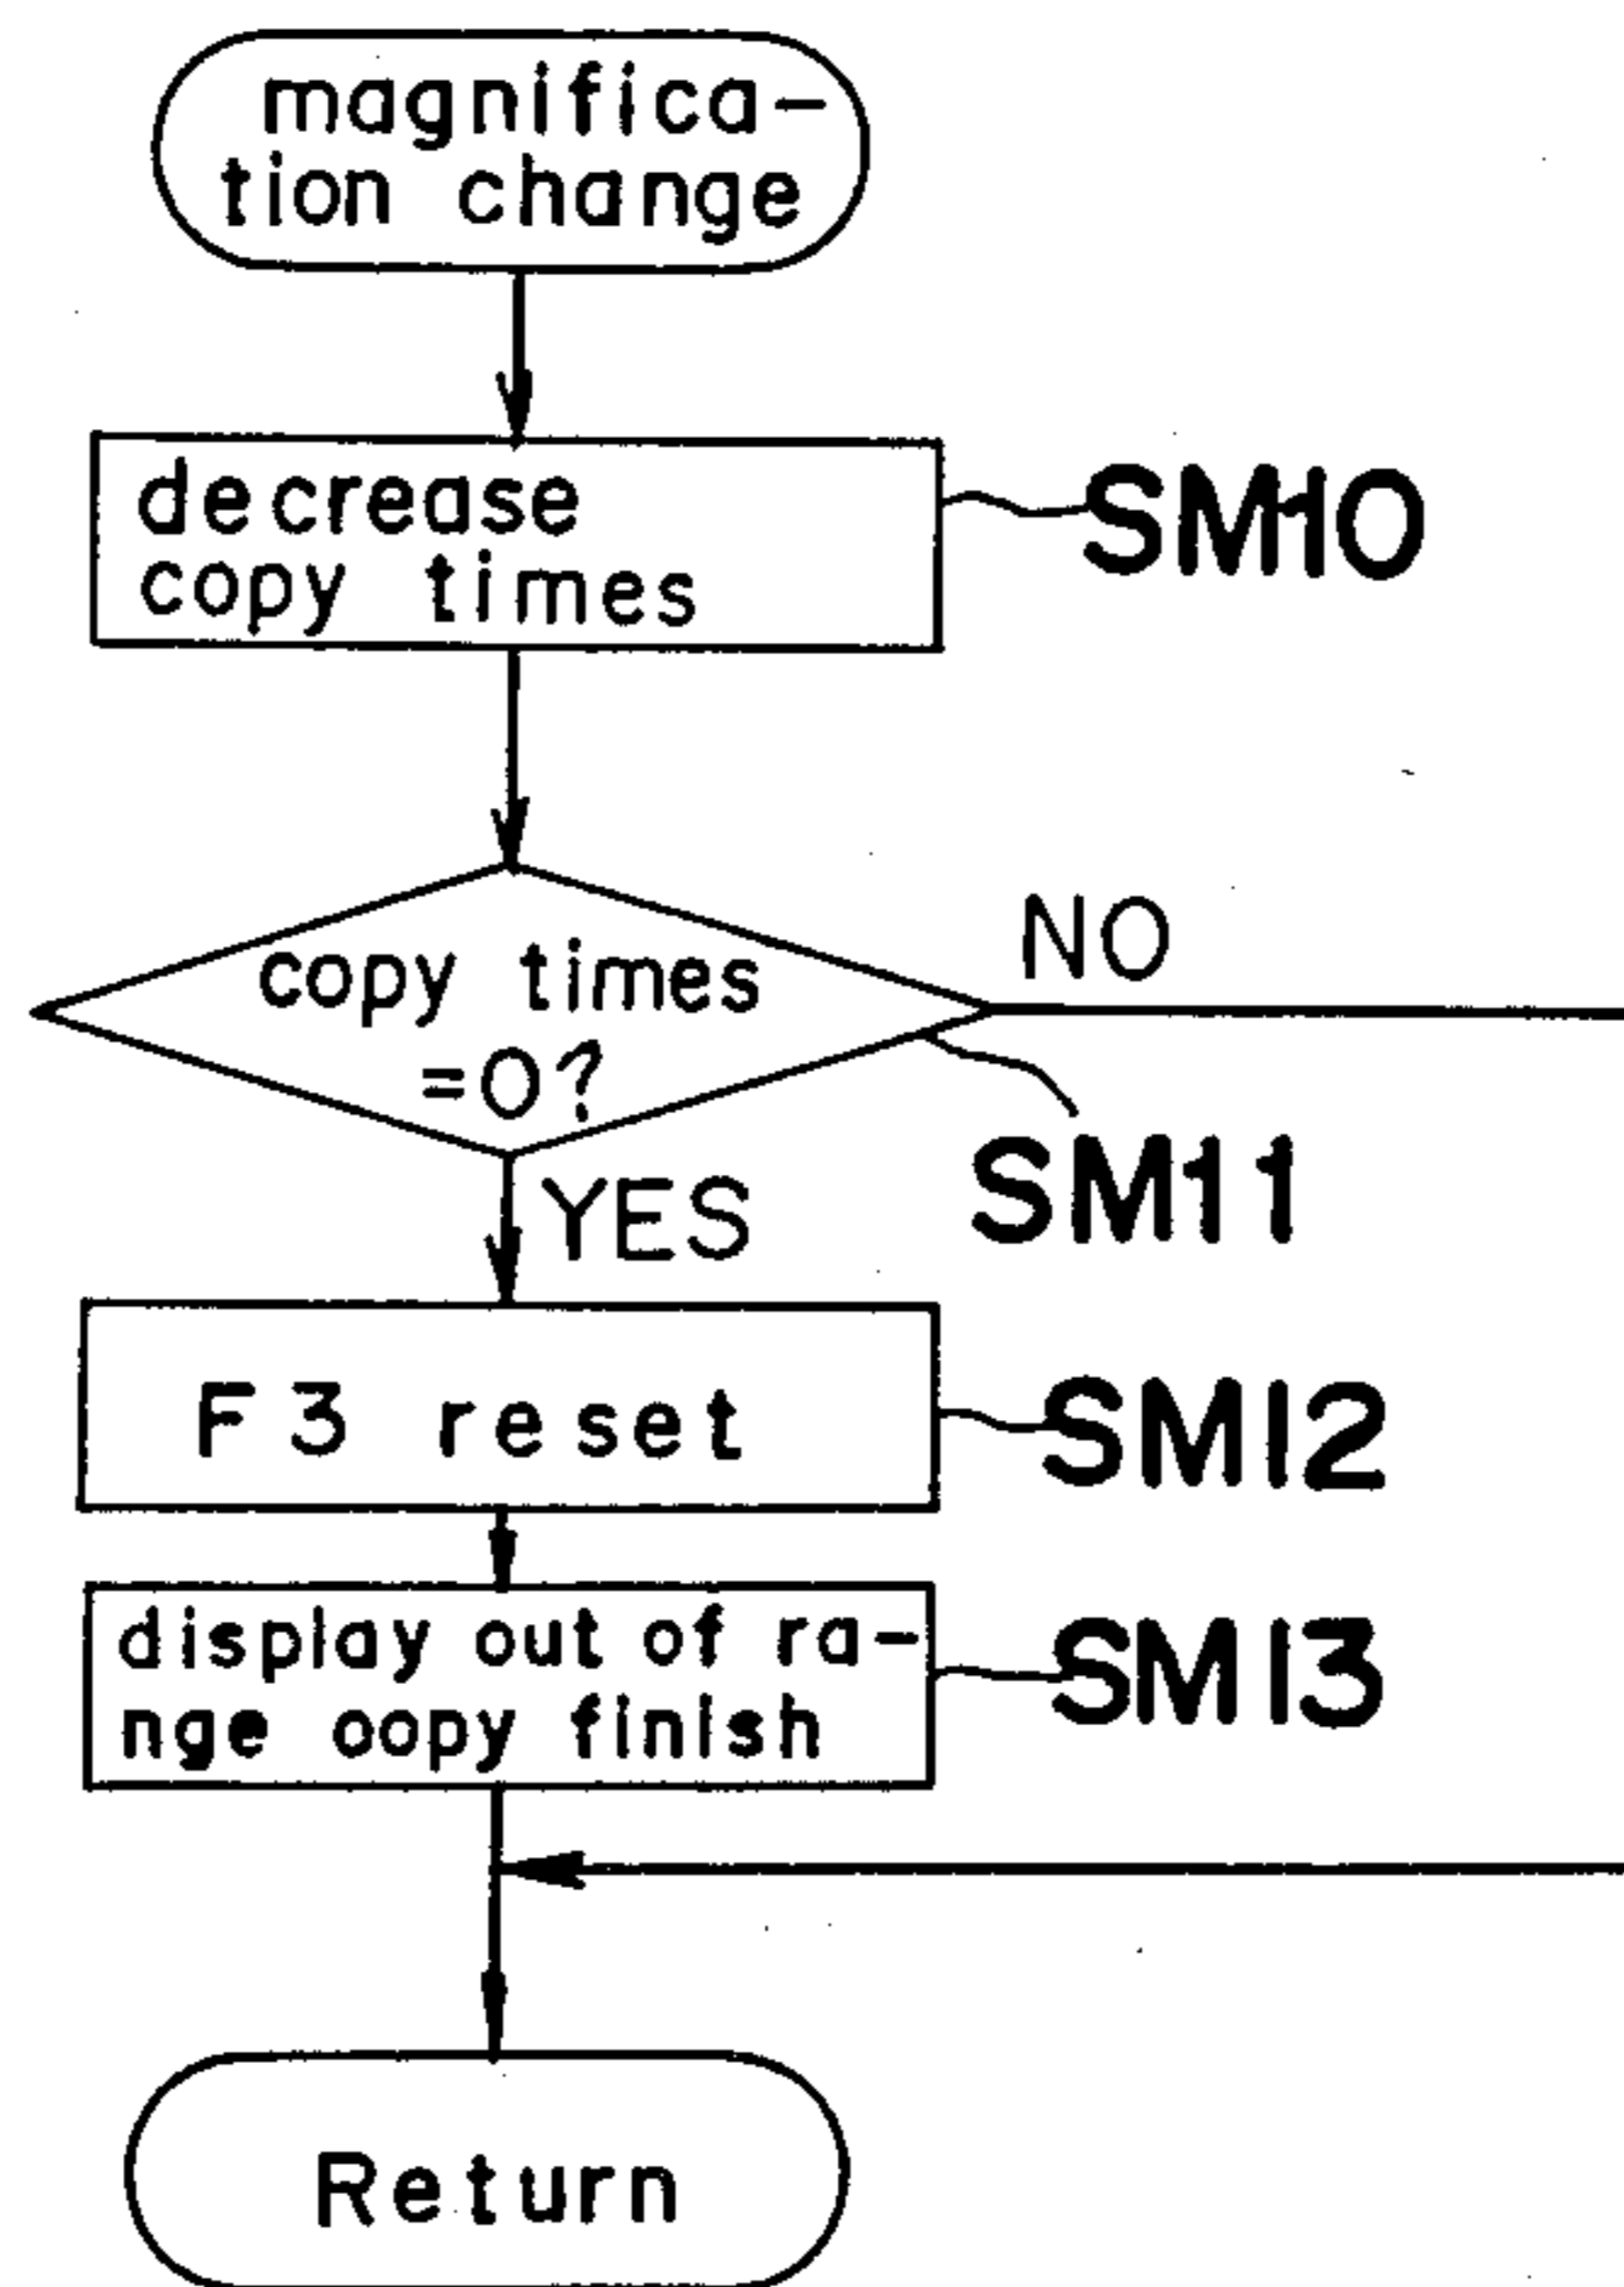 magnifica-
tion change
decrease
copy times
SM10
copy times
=0?
NO
SM11
YES
F3 reset
SM12
display out of ra-
nge copy finish
SM13
Return